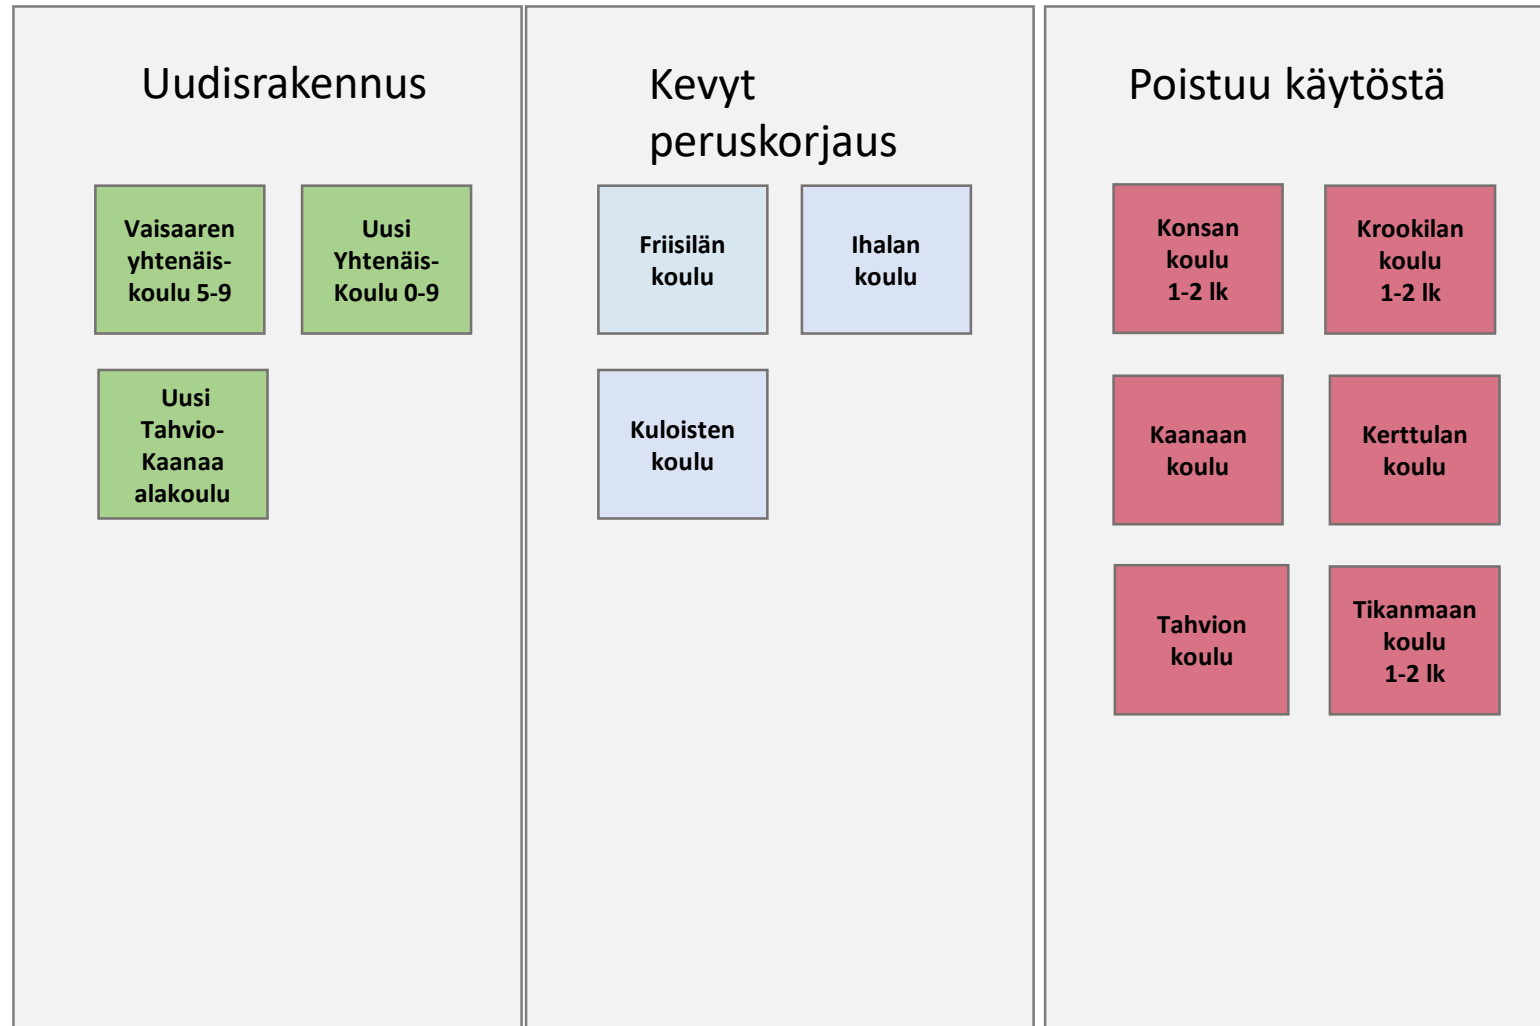 Uudisrakennus
Vaisaaren
yhtenäis-
koulu 5-9
Uusi
Yhtenäis-
Koulu 0-9
Uusi
Tahvio-
Kaanaa
alakoulu
Kevyt
peruskorjaus
Friisilän
koulu
Ihalan
koulu
Kuloisten
koulu
Poistuu käytöstä
Konsan
koulu
1-2 lk
Krookilan
koulu
1-2 lk
Kaanaan
koulu
Kerttulan
koulu
Tahvion
koulu
Tikanmaan
koulu
1-2 lk